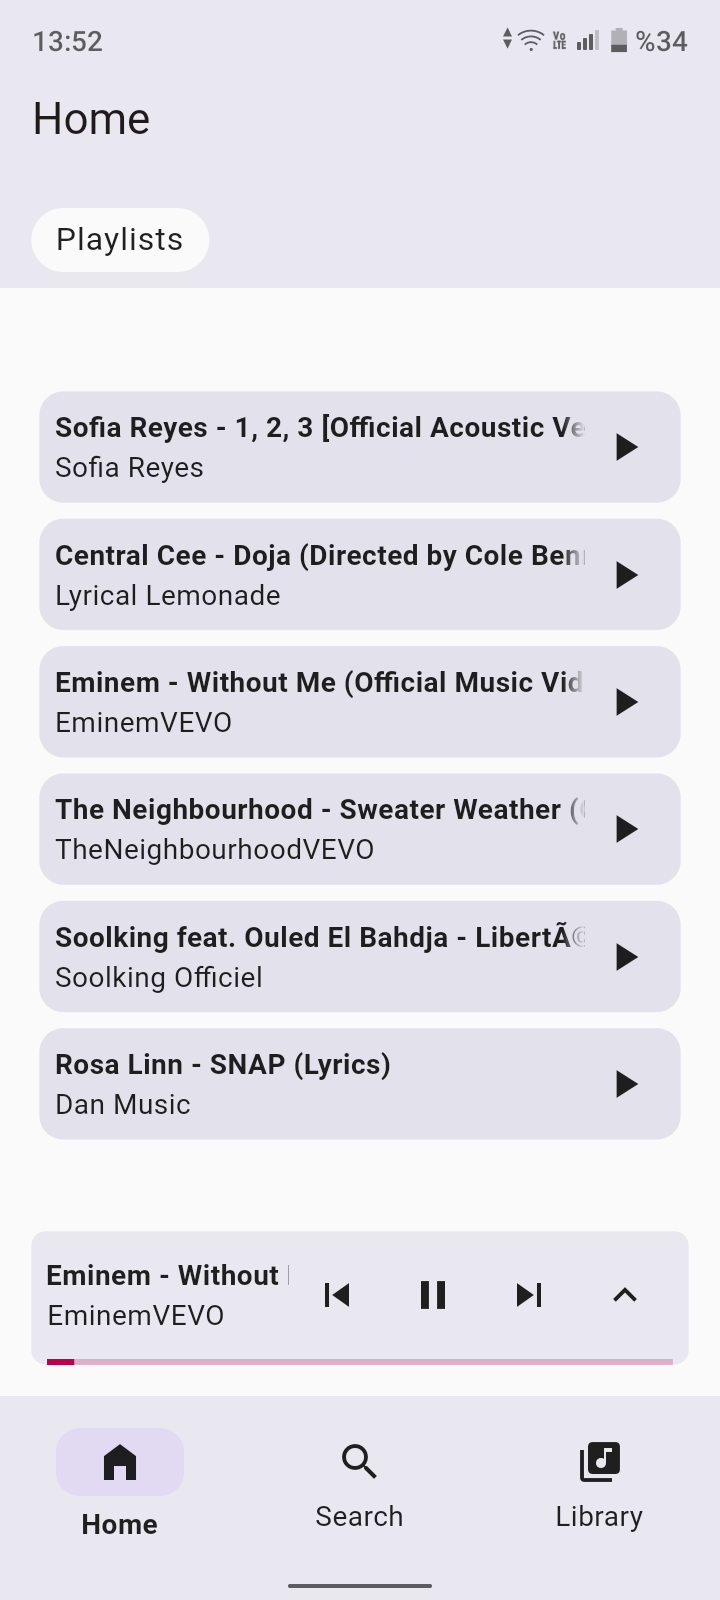 13:52
Vo LTE %34
Home
Playlists
Sofia Reyes - 1, 2, 3 [Official Acoustic Ve
Sofia Reyes
Central Cee - Doja (Directed by Cole Ben
Lyrical Lemonade
Eminem - Without Me (Official Music Vid
EminemVEVO
The Neighbourhood - Sweater Weather (
TheNeighbourhoodVEVO
Soolking feat. Ouled El Bahdja - LibertÃ©
Soolking Officiel
Rosa Linn - SNAP (Lyrics)
Dan Music
Eminem - Without
EminemVEVO
Home
Search
Library